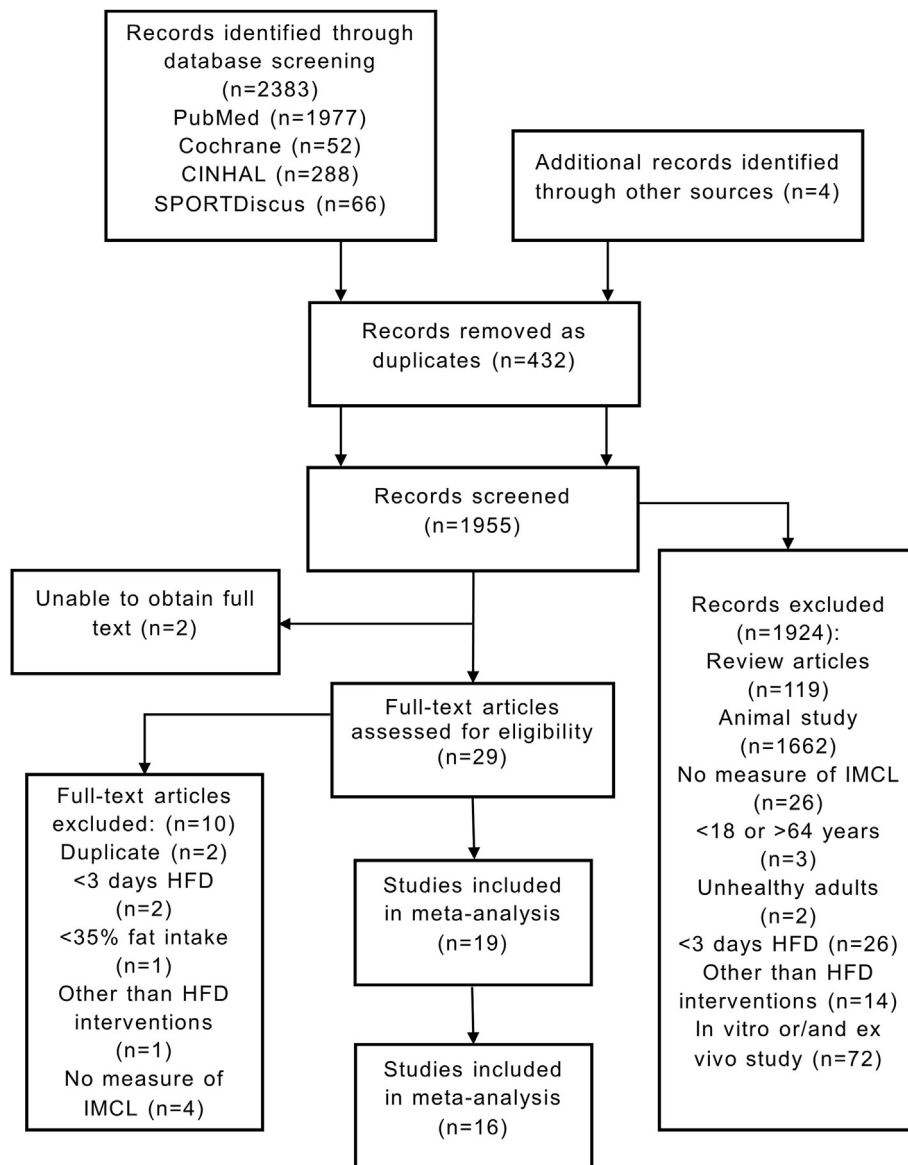 Records identified through
database screening
(n=2383)
PubMed (n=1977)
Cochrane (n=52)
CINHAL (n=288)
SPORTDiscus (n=66)
Additional records identified
through other sources (n=4)
Records removed as
duplicates (n=432)
Records screened
(n=1955)
Unable to obtain full
text (n=2)
Records excluded
(n=1924):
Review articles
(n=119)
Animal study
(n=1662)
No measure of IMCL
(n=26)
<18 or >64 years
(n=3)
Unhealthy adults
(n=2)
<3 days HFD (n=26)
Other than HFD
interventions (n=14)
In vitro or/and ex
vivo study (n=72)
Full-text articles
assessed for eligibility
(n=29)
Full-text articles
excluded: (n=10)
Duplicate (n=2)
<3 days HFD
(n=2)
<35% fat intake
(n=1)
Other than HFD
interventions
(n=1)
No measure of
IMCL (n=4)
Studies included
in meta-analysis
(n=19)
Studies included
in meta-analysis
(n=16)